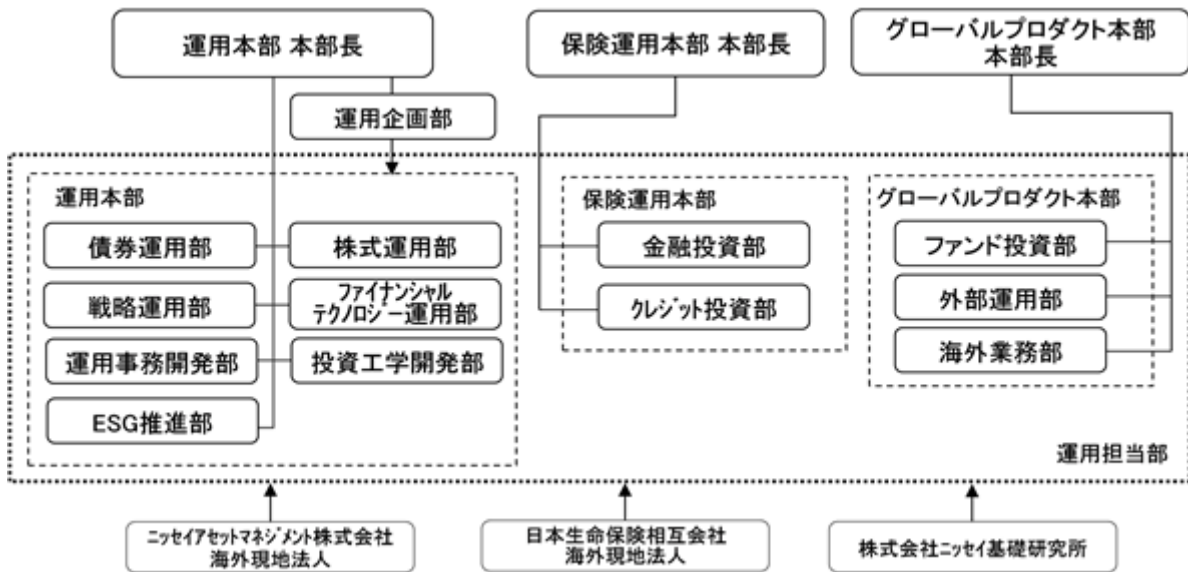 運用本部 本部長
保険運用本部 本部長
グローバルプロダクト本部
本部長
運用企画部
運用本部
債券運用部
株式運用部
戦略運用部
ファイナンシャル
テクノロジー運用部
運用事務開発部
投資工学開発部
ESG推進部
保険運用本部
金融投資部
クレジット投資部
グローバルプロダクト本部
ファンド投資部
外部運用部
海外業務部
運用担当部
ニッセイアセットマネジメント株式会社
海外現地法人
日本生命保険相互会社
海外現地法人
株式会社ニッセイ基礎研究所